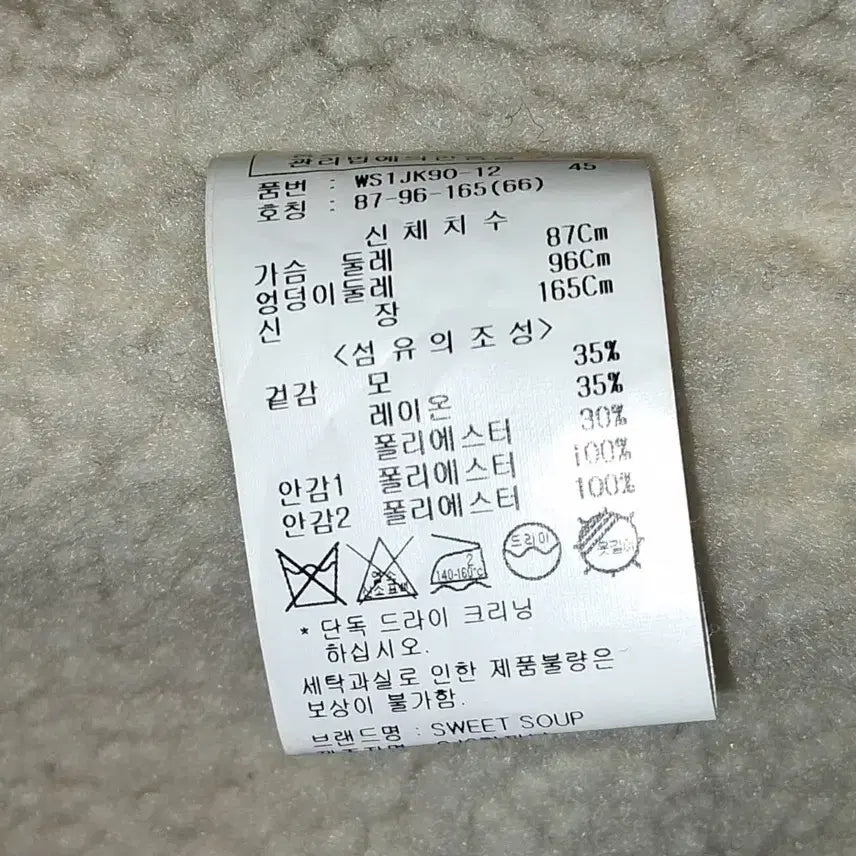 품번 : WS1JK90-12 45
호칭 : 87-96-165(66)
신체치수
가슴 둘레 87Cm
엉덩이둘레 96Cm
신 장 165Cm
<섬유의조성>
겉감 모 35%
레이온 35%
폴리에스터 30%
안감1 폴리에스터 100%
안감2 폴리에스터 100%
140-160°C
드라이
옷걸이
* 단독 드라이 크리닝
하십시오.
세탁과실로 인한 제품불량은
보상이 불가함.
브랜드명 : SWEET SOUP